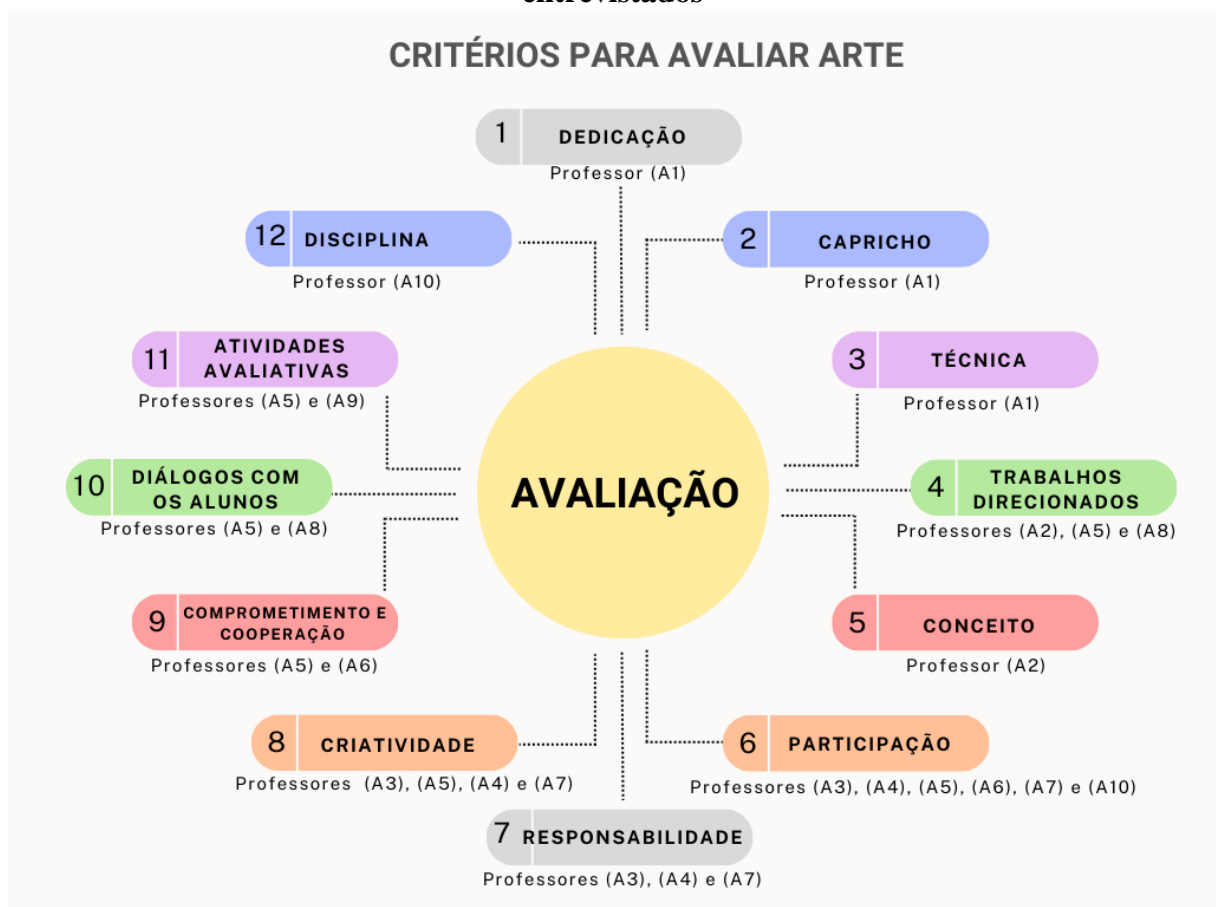 entrevistados
CRITÉRIOS PARA AVALIAR ARTE
1 DEDICAÇÃO
Professor (A1)
2 CAPRICHO
Professor (A1)
3 TÉCNICA
Professor (A1)
4 TRABALHOS
DIRECIONADOS
Professores (A2), (A5) e (A8)
5 CONCEITO
Professor (A2)
6 PARTICIPAÇÃO
Professores (A3), (A4), (A5), (A6), (A7) e (A10)
7 RESPONSABILIDADE
Professores (A3), (A4) e (A7)
8 CRIATIVIDADE
Professores (A3), (A5), (A4) e (A7)
9 COMPROMETIMENTO E
COOPERAÇÃO
Professores (A5) e (A6)
10 DIÁLOGOS COM
OS ALUNOS
Professores (A5) e (A8)
11 ATIVIDADES
AVALIATIVAS
Professores (A5) e (A9)
12 DISCIPLINA
Professor (A10)
AVALIAÇÃO